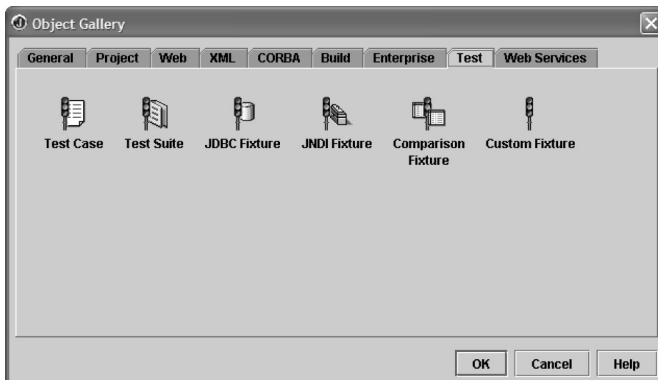 Object Gallery
General Project Web XML CORBA Build Enterprise Test Web Services
Test Case Test Suite JDBC Fixture JNDI Fixture Comparison Fixture Custom Fixture
OK Cancel Help